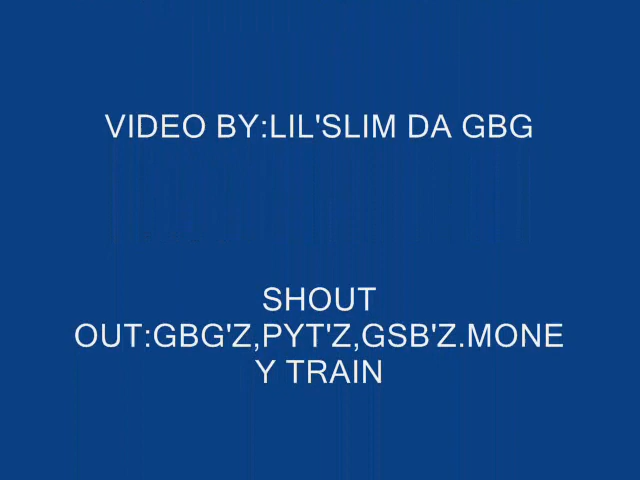 VIDEO BY:LIL'SLIM DA GBG
SHOUT
OUT:GBG'Z,PYT'Z,GSB'Z.MONE
Y TRAIN